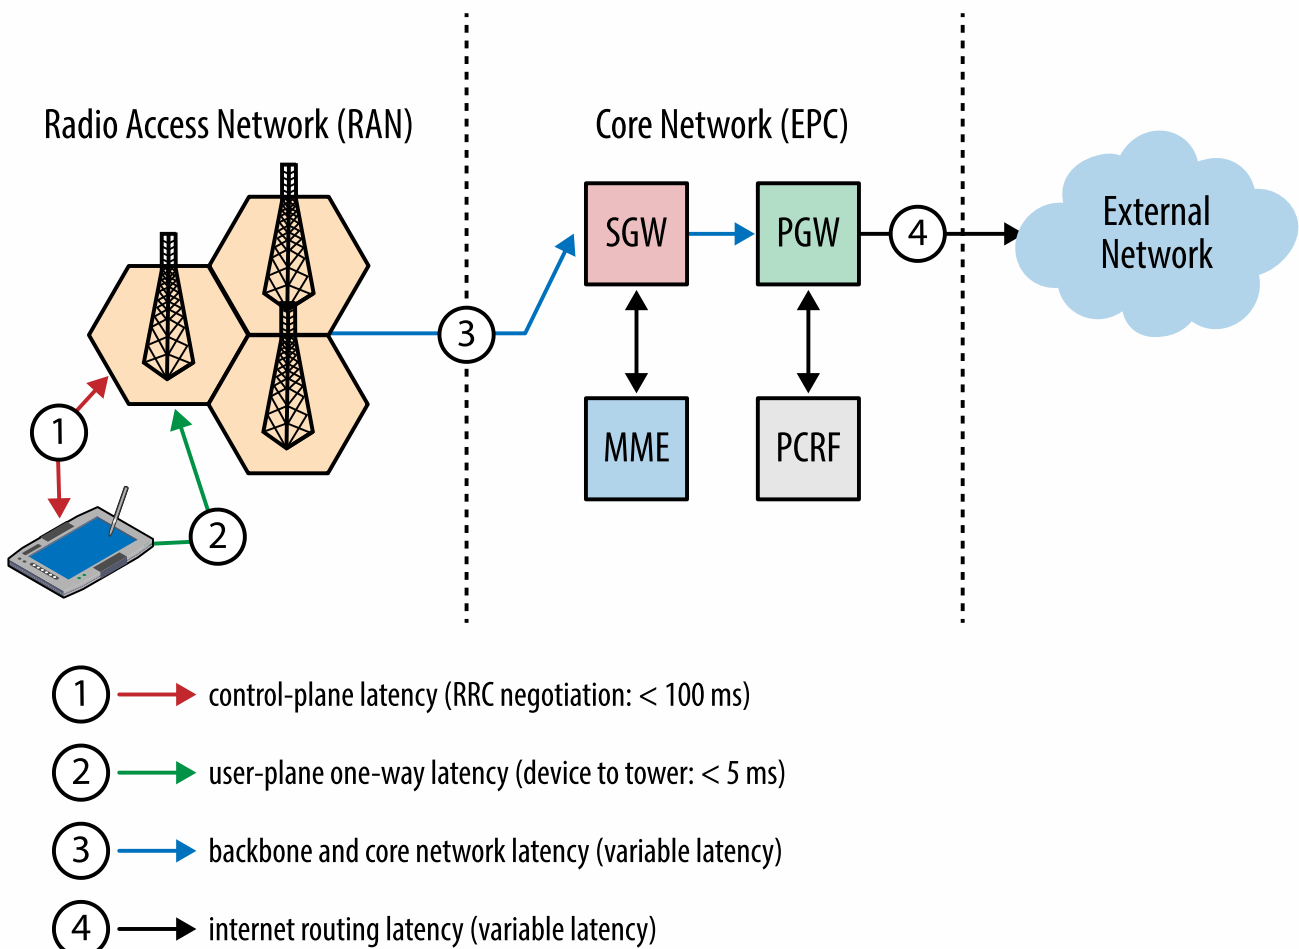 Radio Access Network (RAN)
Core Network (EPC)
SGW
PGW
4
External
Network
3
1
MME
PCRF
2
1 control-plane latency (RRC negotiation: < 100 ms)
2 user-plane one-way latency (device to tower: < 5 ms)
3 backbone and core network latency (variable latency)
4 internet routing latency (variable latency)